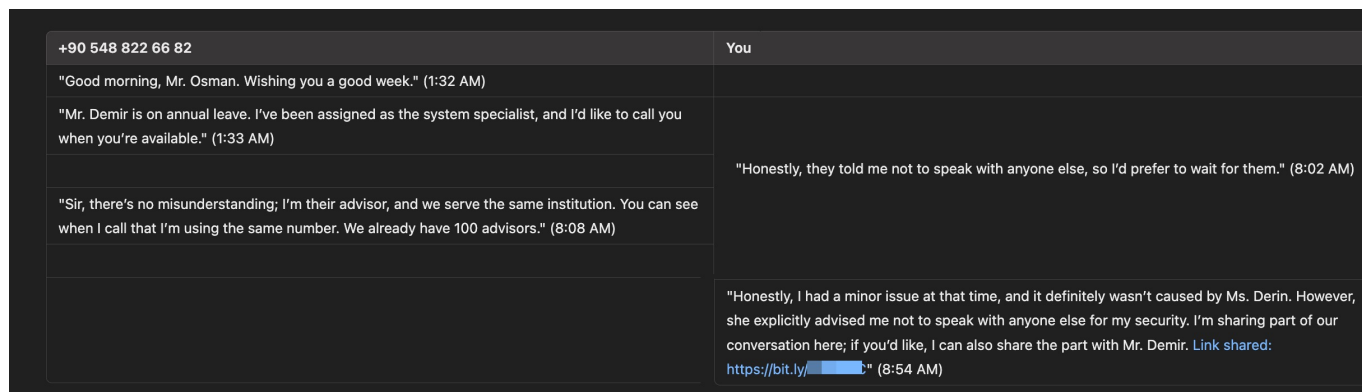 +90 548 822 66 82
You
"Good morning, Mr. Osman. Wishing you a good week." (1:32 AM)
"Mr. Demir is on annual leave. I’ve been assigned as the system specialist, and I’d like to call you
when you’re available." (1:33 AM)
"Honestly, they told me not to speak with anyone else, so I’d prefer to wait for them." (8:02 AM)
"Sir, there’s no misunderstanding; I’m their advisor, and we serve the same institution. You can see
when I call that I’m using the same number. We already have 100 advisors." (8:08 AM)
"Honestly, I had a minor issue at that time, and it definitely wasn’t caused by Ms. Derin. However,
she explicitly advised me not to speak with anyone else for my security. I’m sharing part of our
conversation here; if you’d like, I can also share the part with Mr. Demir. Link shared:
https://bit.ly/ " (8:54 AM)